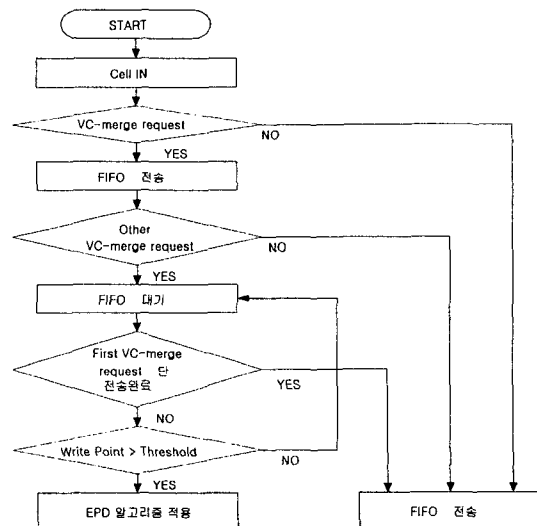 START
Cell IN
VC-merge request
NO
YES
FIFO 전송
Other
VC-merge request
NO
YES
FIFO 대기
First VC-merge
request 단
전송완료
YES
NO
Write Point > Threshold
NO
YES
EPD 알고리즘 적용
FIFO 전송